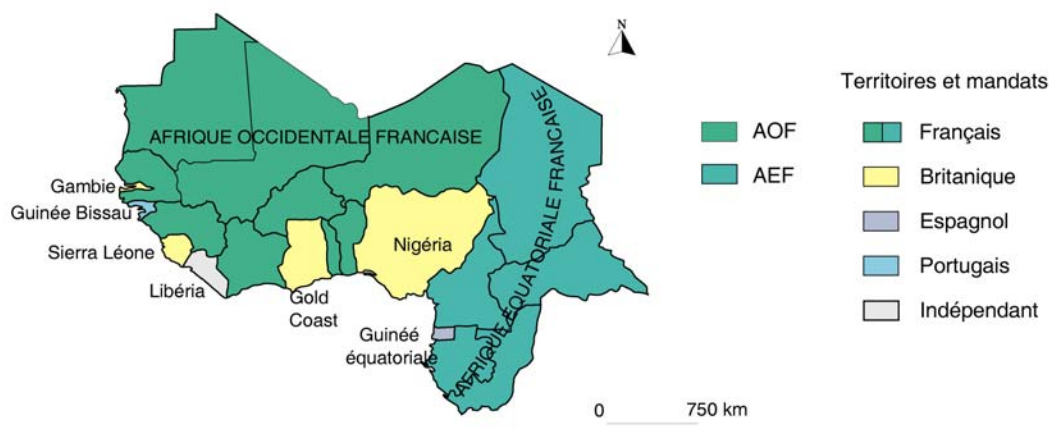 N
Territoires et mandats
AFRIQUE OCCIDENTALE FRANCAISE
AFRIQUE EQUATORIALE FRANCAISE
AOF
AEF
Français
Britanique
Espagnol
Portugais
Indépendant
Gambie
Guinée Bissau
Sierra Léone
Libéria
Gold
Coast
Nigéria
Guinéé
équatoriale
0 750 km